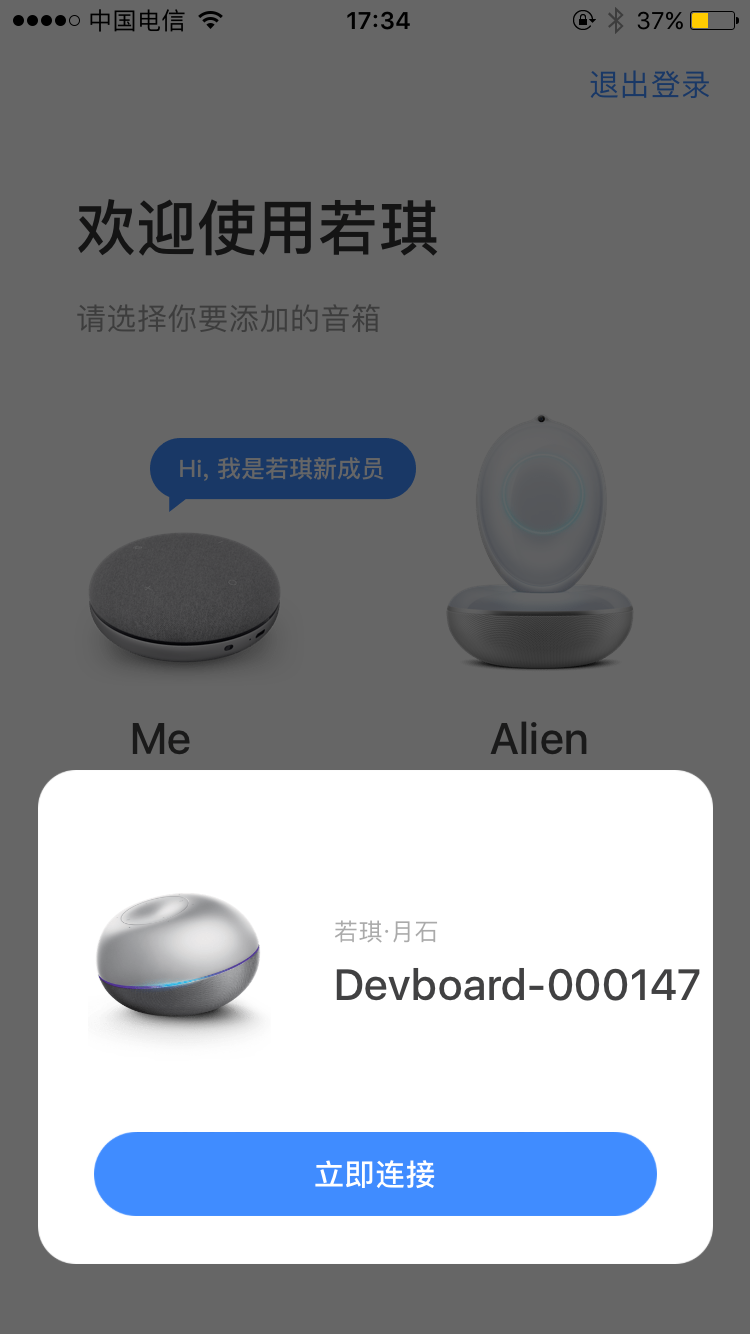 中国电信 17:34 37%
退出登录
欢迎使用若琪
请选择你要添加的音箱
Hi, 我是若琪新成员
Me Alien
若琪·月石
Devboard-000147
立即连接